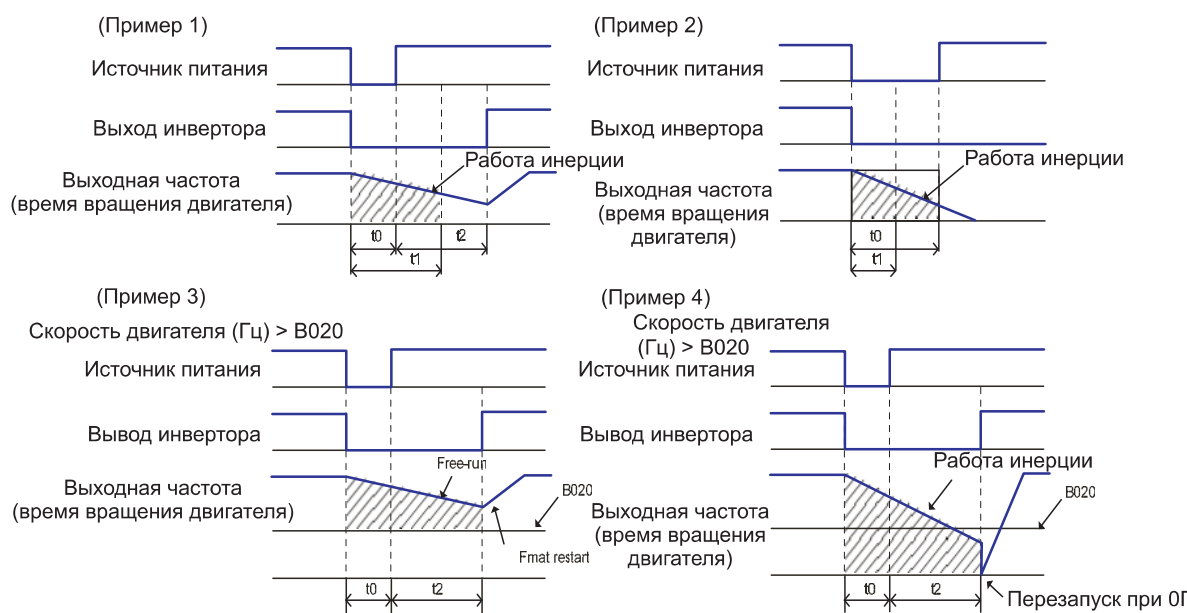 (Пример 1)
Источник питания
Выход инвертора
Работа инерции
Выходная частота
(время вращения двигателя)
t0
t2
t1
(Пример 2)
Источник питания
Выход инвертора
Работа инерции
Выходная частота
(время вращения
двигателя)
t0
t1
(Пример 3)
Скорость двигателя (Гц) > B020
Источник питания
Вывод инвертора
Free-run
Выходная частота
(время вращения двигателя)
B020
Fmat restart
t0
t2
(Пример 4)
Скорость двигателя
(Гц) > B020
Источник питания
Вывод инвертора
Работа инерции
B020
Выходная частота
(время вращения
двигателя)
t0
t2
Перезапуск при 0Г